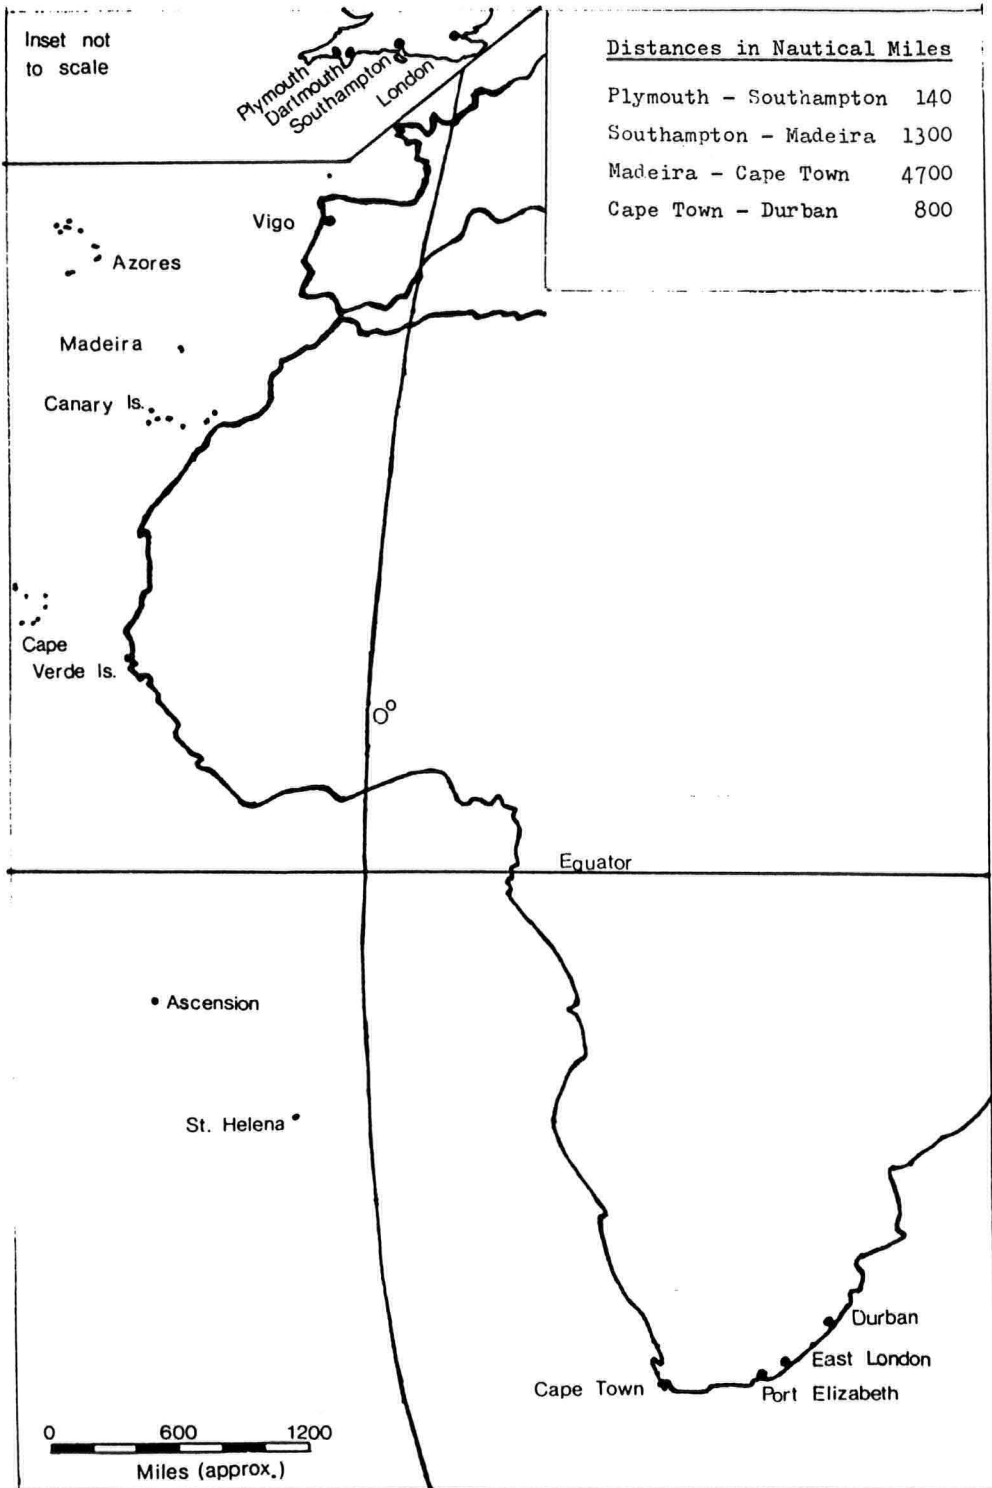 Inset not
to scale
Plymouth
Dartmouth
Southampton
London
Distances in Nautical Miles
Plymouth - Southampton 140
Southampton - Madeira 1300
Madeira - Cape Town 4700
Cape Town - Durban 800
Vigo
Azores
Madeira
Canary Is.
Cape
Verde Is.
0°
Equator
Ascension
St. Helena
Durban
East London
Port Elizabeth
Cape Town
0 600 1200
Miles (approx.)